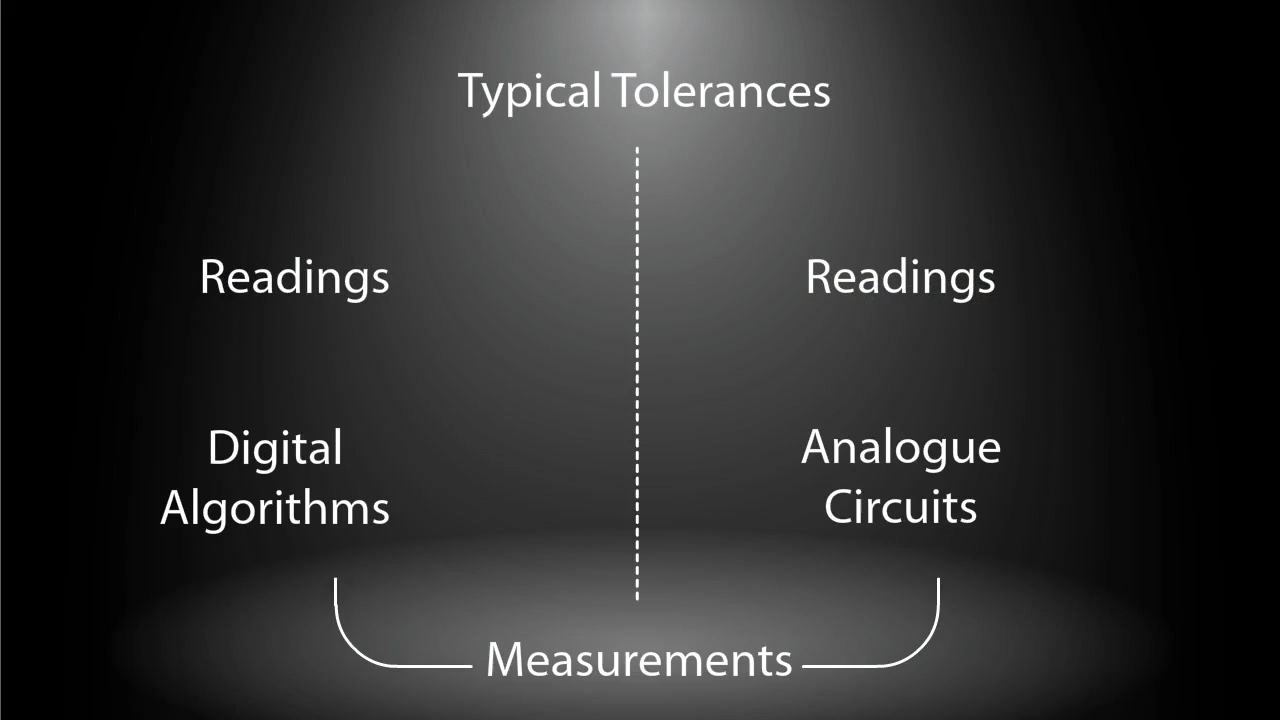 Typical Tolerances
Readings
Readings
Digital
Algorithms
Analogue
Circuits
Measurements